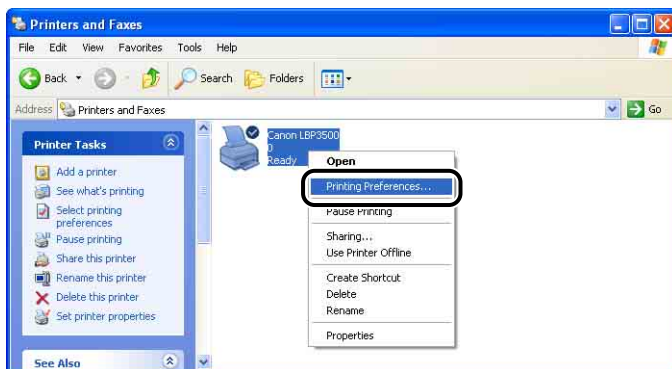 Printers and Faxes
File Edit View Favorites Tools Help
Back Search Folders
Address Printers and Faxes Go
Printer Tasks
Add a printer
See what's printing
Select printing
preferences
Pause printing
Share this printer
Rename this printer
Delete this printer
Set printer properties
See Also
Canon LBP3500
0
Ready
Open
Printing Preferences...
Pause Printing
Sharing...
Use Printer Offline
Create Shortcut
Delete
Rename
Properties